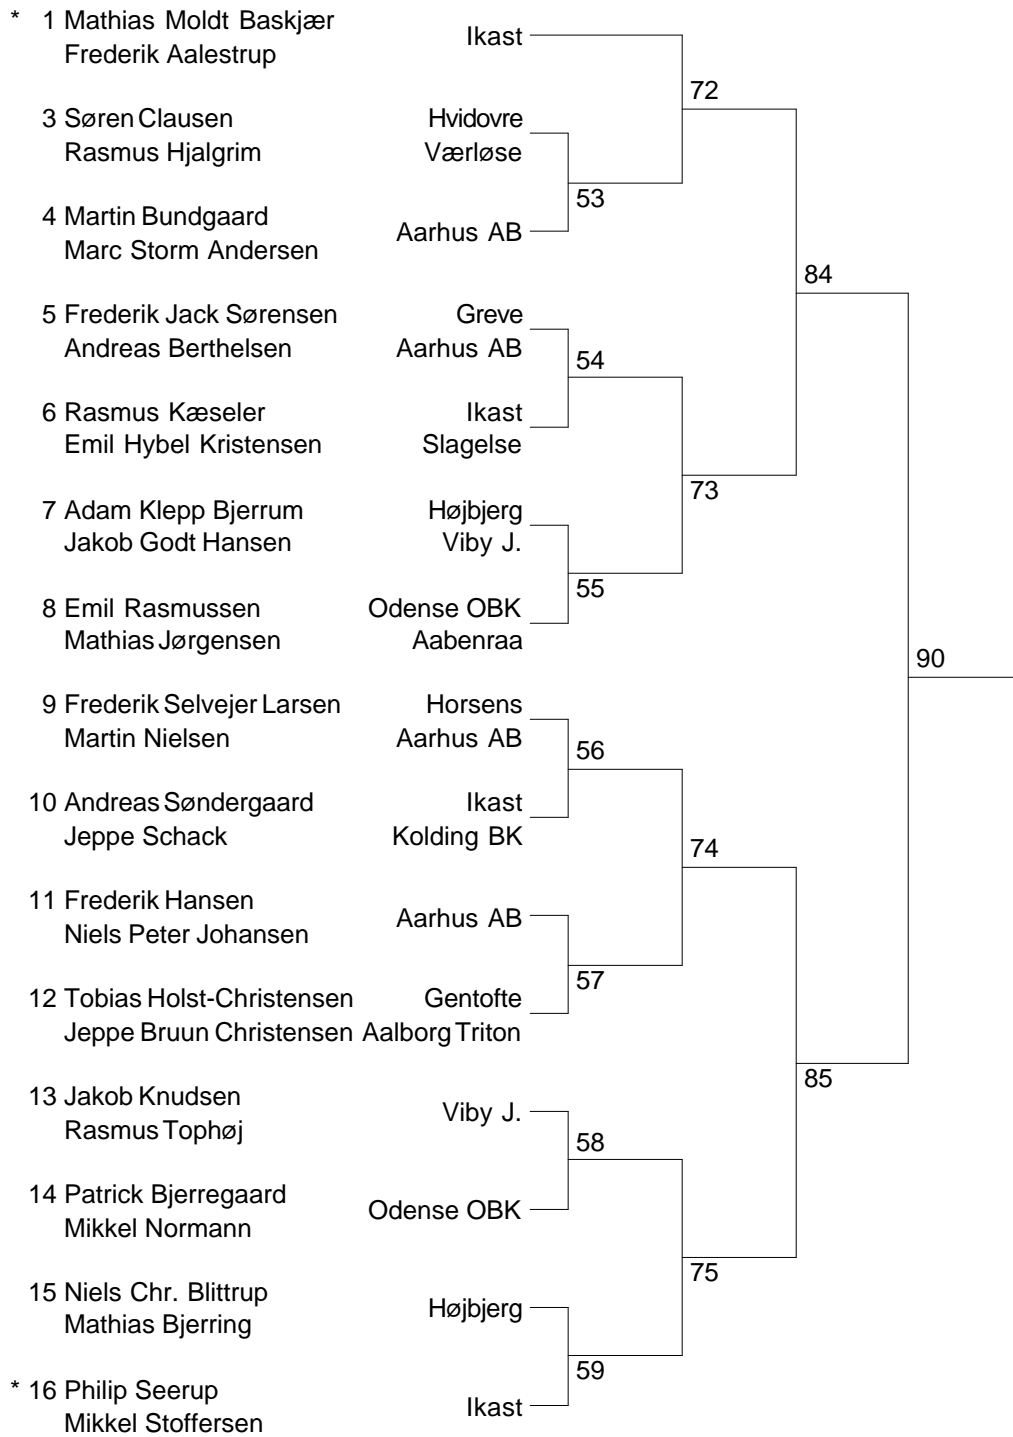 * 1 Mathias Moldt Baskjær
Frederik Aalestrup
Ikast
72
3 Søren Clausen Hvidovre
Rasmus Hjalgrim Værløse
53
4 Martin Bundgaard
Marc Storm Andersen
Aarhus AB
84
5 Frederik Jack Sørensen Greve
Andreas Berthelsen Aarhus AB
54
6 Rasmus Kæseler Ikast
Emil Hybel Kristensen Slagelse
73
7 Adam Klepp Bjerrum Højbjerg
Jakob Godt Hansen Viby J.
55
8 Emil Rasmussen Odense OBK
Mathias Jørgensen Aabenraa
90
9 Frederik Selvejer Larsen Horsens
Martin Nielsen Aarhus AB
56
10 Andreas Søndergaard Ikast
Jeppe Schack Kolding BK
74
11 Frederik Hansen
Niels Peter Johansen
Aarhus AB
57
12 Tobias Holst-Christensen Gentofte
Jeppe Bruun Christensen Aalborg Triton
85
13 Jakob Knudsen
Rasmus Tophøj
Viby J.
58
14 Patrick Bjerregaard
Mikkel Normann
Odense OBK
75
15 Niels Chr. Blittrup
Mathias Bjerring
Højbjerg
59
* 16 Philip Seerup
Mikkel Stoffersen
Ikast